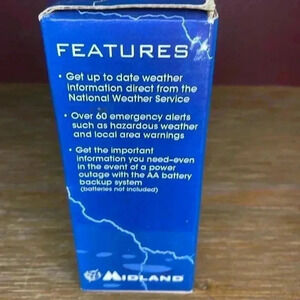 FEATURES
• Get up to date weather
information direct from the
National Weather Service
• Over 60 emergency alerts
such as hazardous weather
and local area warnings
• Get the important
information you need-even
in the event of a power
outage with the AA battery
backup system
(batteries not included)
MIDLAND